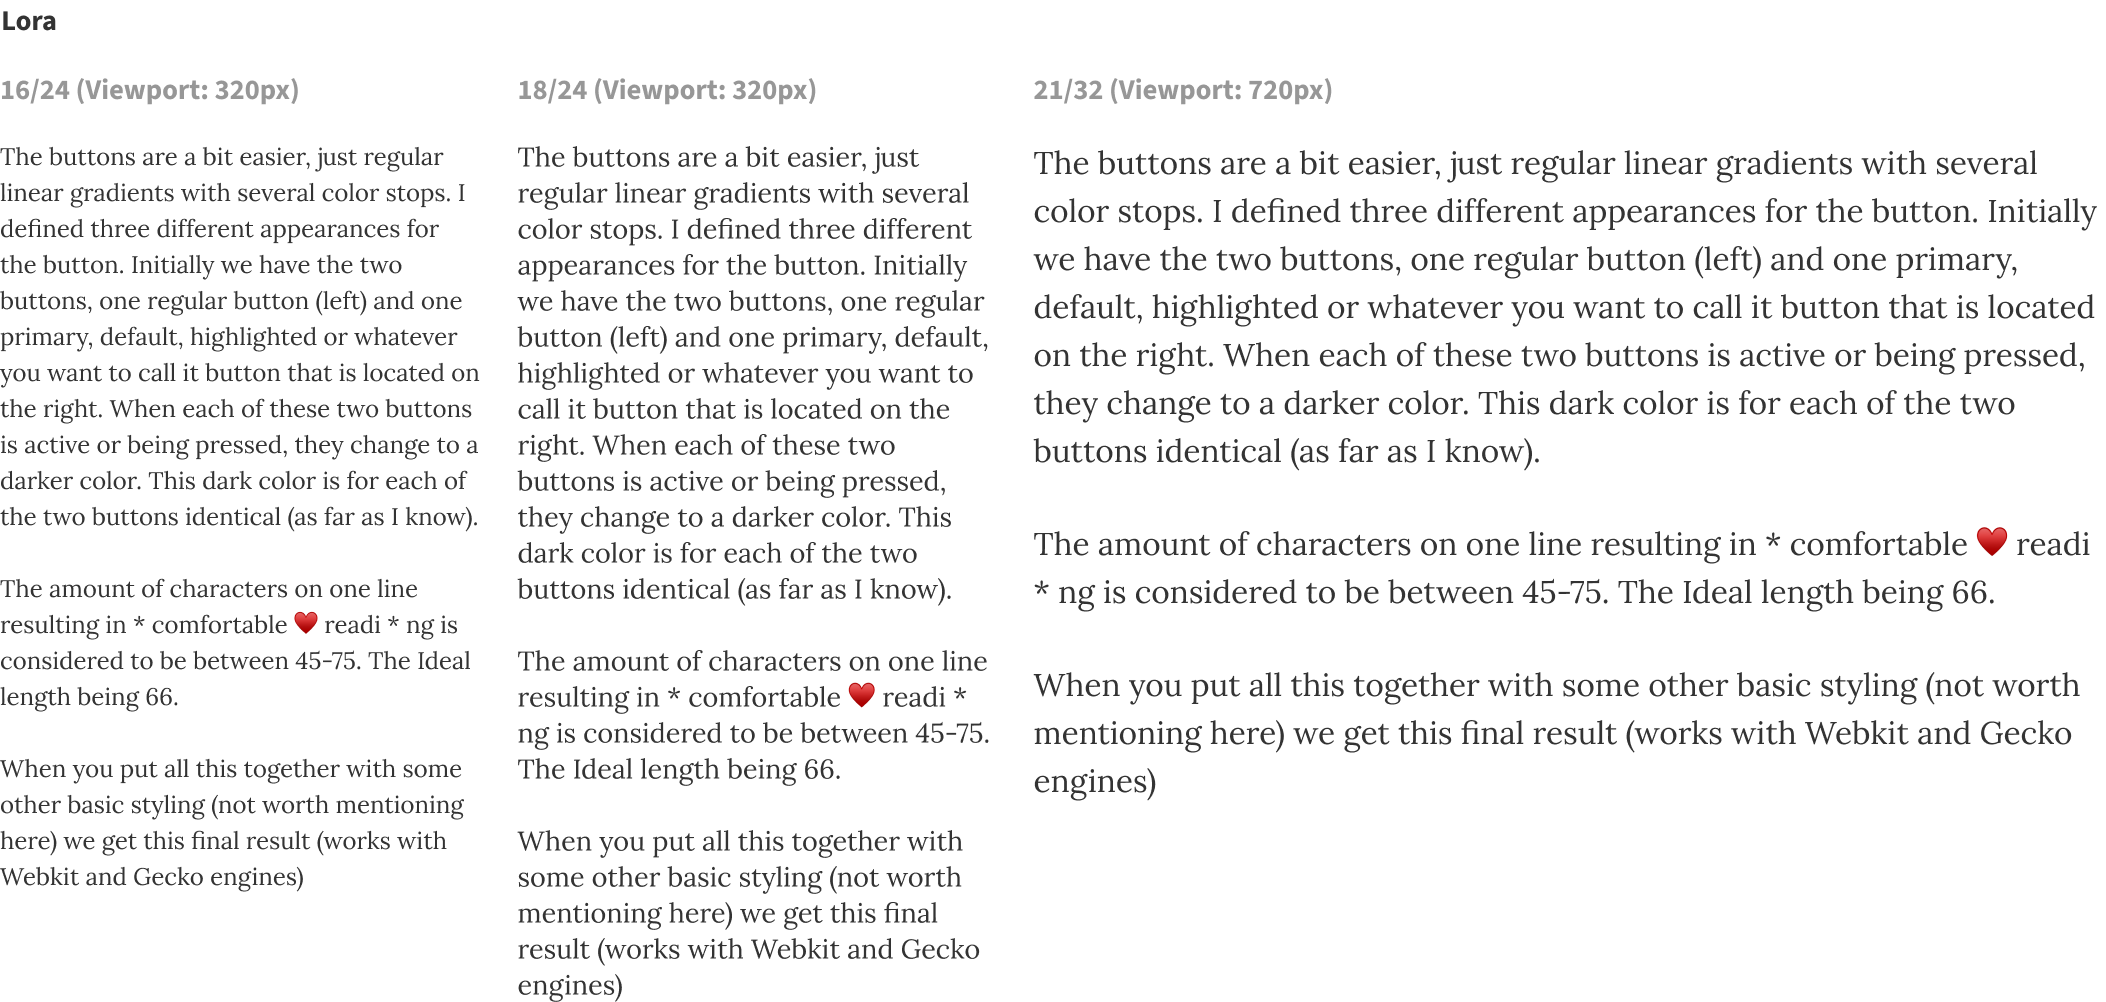 Lora
16/24 (Viewport: 320px)
The buttons are a bit easier, just regular
linear gradients with several color stops. I
defined three different appearances for
the button. Initially we have the two
buttons, one regular button (left) and one
primary, default, highlighted or whatever
you want to call it button that is located on
the right. When each of these two buttons
is active or being pressed, they change to a
darker color. This dark color is for each of
the two buttons identical (as far as I know).
The amount of characters on one line
resulting in * comfortable ♥ readi * ng is
considered to be between 45-75. The Ideal
length being 66.
When you put all this together with some
other basic styling (not worth mentioning
here) we get this final result (works with
Webkit and Gecko engines)
18/24 (Viewport: 320px)
The buttons are a bit easier, just
regular linear gradients with several
color stops. I defined three different
appearances for the button. Initially
we have the two buttons, one regular
button (left) and one primary, default,
highlighted or whatever you want to
call it button that is located on the
right. When each of these two
buttons is active or being pressed,
they change to a darker color. This
dark color is for each of the two
buttons identical (as far as I know).
The amount of characters on one line
resulting in * comfortable ♥ readi *
ng is considered to be between 45-75.
The Ideal length being 66.
When you put all this together with
some other basic styling (not worth
mentioning here) we get this final
result (works with Webkit and Gecko
engines)
21/32 (Viewport: 720px)
The buttons are a bit easier, just regular linear gradients with several
color stops. I defined three different appearances for the button. Initially
we have the two buttons, one regular button (left) and one primary,
default, highlighted or whatever you want to call it button that is located
on the right. When each of these two buttons is active or being pressed,
they change to a darker color. This dark color is for each of the two
buttons identical (as far as I know).
The amount of characters on one line resulting in * comfortable ♥ readi
* ng is considered to be between 45-75. The Ideal length being 66.
When you put all this together with some other basic styling (not worth
mentioning here) we get this final result (works with Webkit and Gecko
engines)